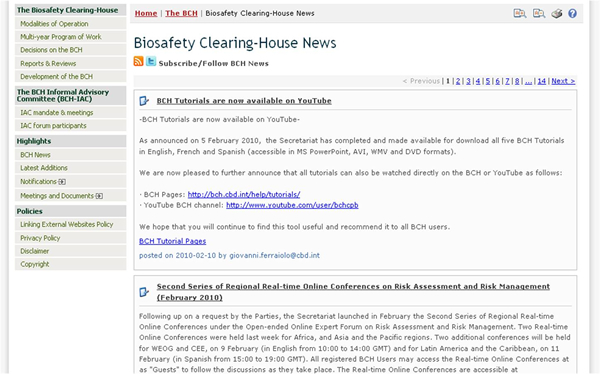 The Biosafety Clearing-House
Modalities of Operation
Multi-year Program of Work
Decisions on the BCH
Reports & Reviews
Development of the BCH
The BCH Informal Advisory
Committee (BCH-IAC)
IAC mandate & meetings
IAC forum participants
Highlights
BCH News
Latest Additions
Notifications
Meetings and Documents
Policies
Linking External Websites Policy
Privacy Policy
Disclaimer
Copyright
Home | The BCH | Biosafety Clearing-House News
Biosafety Clearing-House News
Subscribe/Follow BCH News
< Previous | 1 | 2 | 3 | 4 | 5 | 6 | 7 | 8 | ... | 14 | Next >
BCH Tutorials are now available on YouTube
-BCH Tutorials are now available on YouTube-
As announced on 5 February 2010, the Secretariat has completed and made available for download all five BCH Tutorials
in English, French and Spanish (accessible in MS PowerPoint, AVI, WMV and DVD formats).
We are now pleased to further announce that all tutorials can also be watched directly on the BCH or YouTube as follows:
· BCH Pages: http://bch.cbd.int/help/tutorials/
· YouTube BCH channel: http://www.youtube.com/user/bchcpb
We hope that you will continue to find this tool useful and recommend it to all BCH users.
BCH Tutorial Pages
posted on 2010-02-10 by giovanni.ferraiolo@cbd.int
Second Series of Regional Real-time Online Conferences on Risk Assessment and Risk Management
(February 2010)
Following up on a request by the Parties, the Secretariat launched in February the Second Series of Regional Real-time
Online Conferences under the Open-ended Online Expert Forum on Risk Assessment and Risk Management. Two Real-time
Online Conferences were held last week for Africa, and Asia and the Pacific regions. Two additional conferences will be held
for WEOG and CEE, on 9 February (in English from 10:00 to 14:00 GMT) and for Latin America and the Caribbean, on 11
February (in Spanish from 15:00 to 19:00 GMT). All registered BCH Users may access the Real-time Online Conferences at
as "Guests" to follow the discussions as they take place. The Real-time Online Conferences are accessible at